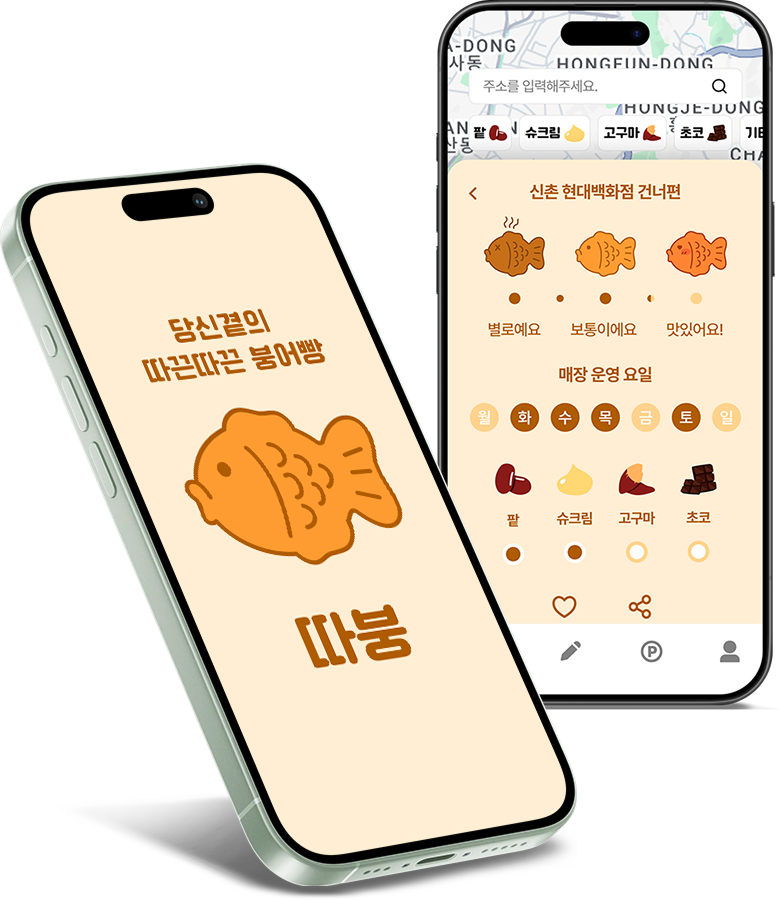 당신곁의
따끈따끈 붕어빵
따붕
A-DONG
사동
HONGEUN-DONG
주소를 입력해주세요.
HONGJE-DONG
팥
슈크림
고구마
초코
산동
CHA
신촌 현대백화점 건너편
별로예요
보통이에요
맛있어요!
매장 운영 요일
월 화 수 목 금 토 일
팥
슈크림
고구마
초코
P